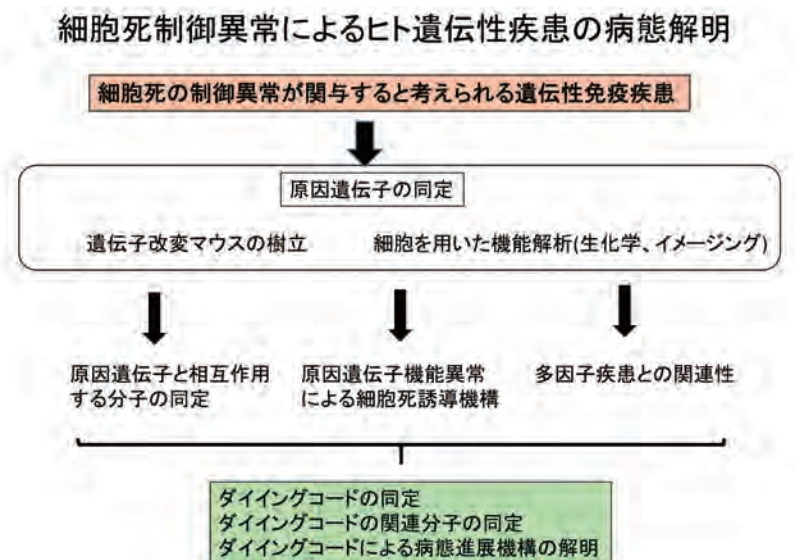 細胞死制御異常によるヒト遺伝性疾患の病態解明
細胞死の制御異常が関与すると考えられる遺伝性免疫疾患
原因遺伝子の同定
遺伝子改変マウスの樹立
細胞を用いた機能解析(生化学、イメージング)
原因遺伝子と相互作用
する分子の同定
原因遺伝子機能異常
による細胞死誘導機構
多因子疾患との関連性
ダイイングコードの同定
ダイイングコードの関連分子の同定
ダイイングコードによる病態進展機構の解明